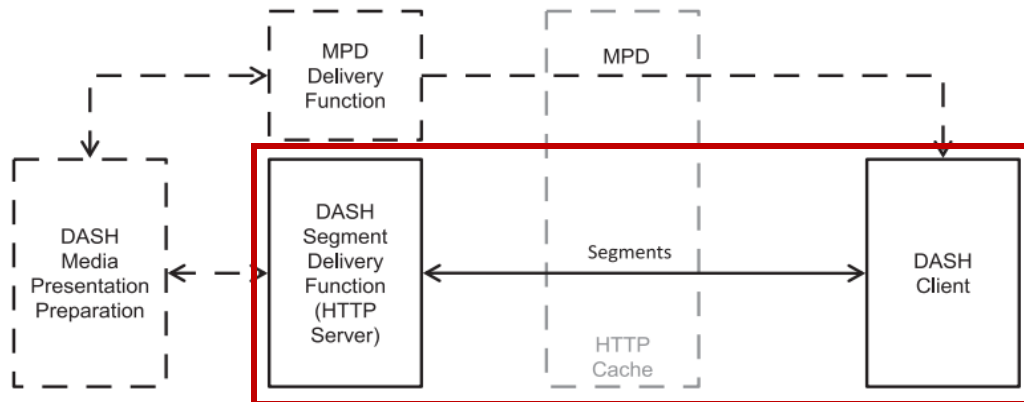 MPD
Delivery
Function
MPD
DASH
Media
Presentation
Preparation
DASH
Segment
Delivery
Function
(HTTP
Server)
Segments
HTTP
Cache
DASH
Client